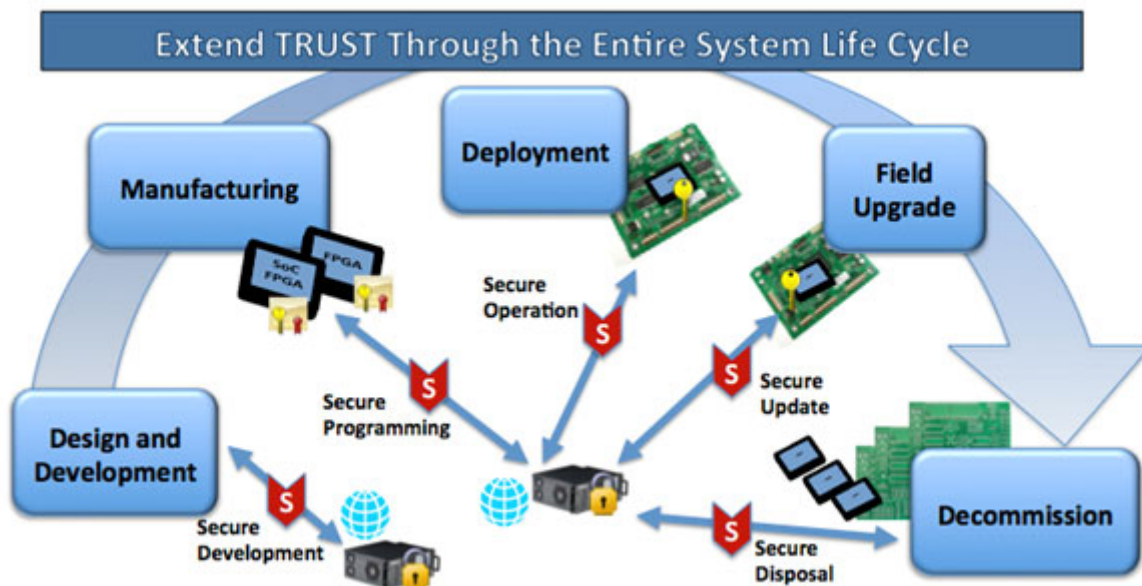 Extend TRUST Through the Entire System Life Cycle
Manufacturing
Deployment
Field
Upgrade
SoC
FPGA
FPGA
Secure
Operation
S
S
Secure
Programming
S
Secure
Update
Design and
Development
S
Secure
Development
S
Secure
Disposal
Decommission